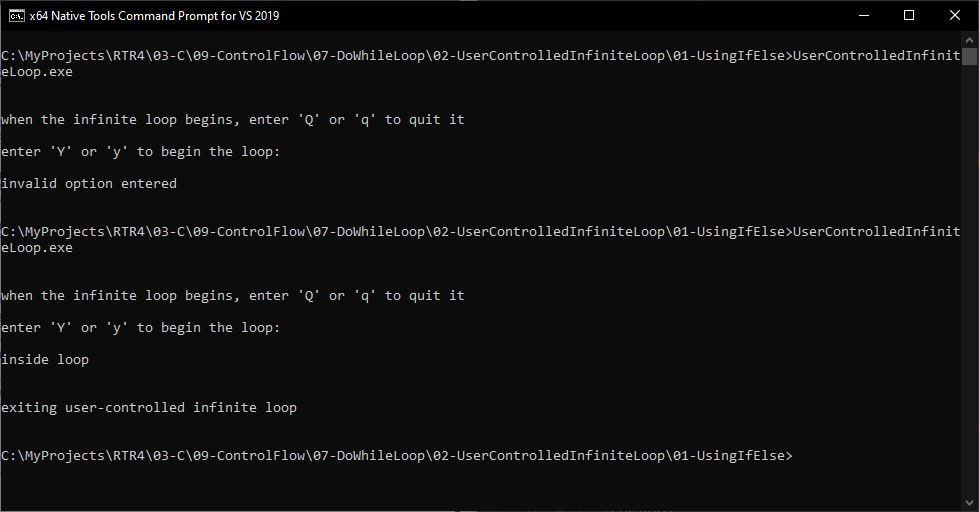 x64 Native Tools Command Prompt for VS 2019
C:\MyProjects\RTR4\03-C\09-ControlFlow\07-DoWhileLoop\02-UserControlledInfiniteLoop\01-UsingIfElse>UserControlledInfinit
eLoop.exe
when the infinite loop begins, enter 'Q' or 'q' to quit it
enter 'Y' or 'y' to begin the loop:
invalid option entered
C:\MyProjects\RTR4\03-C\09-ControlFlow\07-DoWhileLoop\02-UserControlledInfiniteLoop\01-UsingIfElse>UserControlledInfinit
eLoop.exe
when the infinite loop begins, enter 'Q' or 'q' to quit it
enter 'Y' or 'y' to begin the loop:
inside loop
exiting user-controlled infinite loop
C:\MyProjects\RTR4\03-C\09-ControlFlow\07-DoWhileLoop\02-UserControlledInfiniteLoop\01-UsingIfElse>